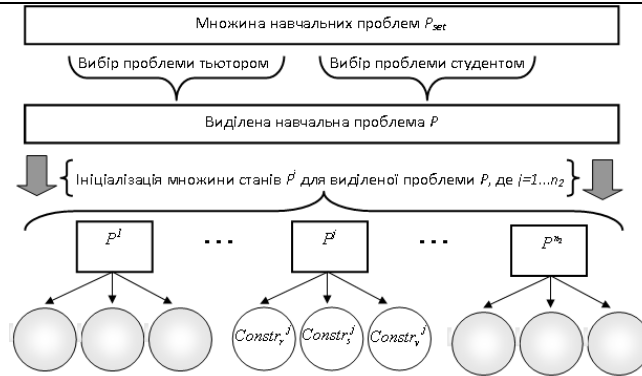 Множина навчальних проблем P_set
Вибір проблеми тьютором Вибір проблеми студентом
Виділена навчальна проблема P
Ініціалізація множини станів P^j для виділеної проблеми P, де j=1...n_2
P^1 ... P^j ... P^n_2
Constr_r^j Constr_s^j Constr_v^j